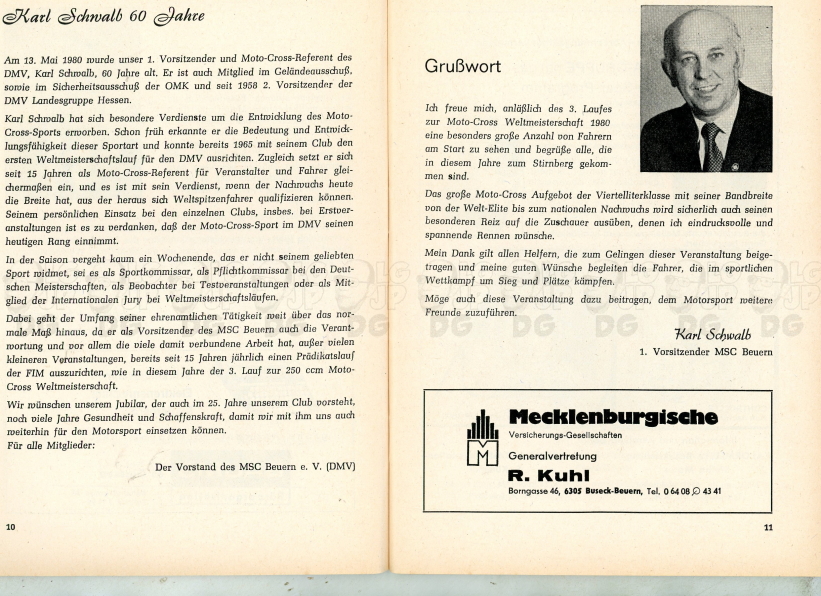 Karl Schwalb 60 Jahre
Am 13. Mai 1980 wurde unser 1. Vorsitzender und Moto-Cross-Referent des
DMV, Karl Schwalb, 60 Jahre alt. Er ist auch Mitglied im Geländeausschuß,
sowie im Sicherheitsausschuß der OMK und seit 1958 2. Vorsitzender der
DMV Landesgruppe Hessen.
Karl Schwalb hat sich besondere Verdienste um die Entwicklung des Moto-
Cross-Sports erworben. Schon früh erkannte er die Bedeutung und Entwick-
lungsfähigkeit dieser Sportart und konnte bereits 1965 mit seinem Club den
ersten Weltmeisterschaftslauf für den DMV ausrichten. Zugleich setzt er sich
seit 15 Jahren als Moto-Cross-Referent für Veranstalter und Fahrer glei-
chermaßen ein, und es ist mit sein Verdienst, wenn der Nachwuchs heute
die Breite hat, aus der heraus sich Weltspitzenfahrer qualifizieren können.
Seinem persönlichen Einsatz bei den einzelnen Clubs, insbes. bei Erstver-
anstaltungen ist es zu verdanken, daß der Moto-Cross-Sport im DMV seinen
heutigen Rang einnimmt.
In der Saison vergeht kaum ein Wochenende, das er nicht seinem geliebten
Sport widmet, sei es als Sportkommissar, als Pflichtkommissar bei den Deut-
schen Meisterschaften, als Beobachter bei Testveranstaltungen oder als Mit-
glied der Internationalen Jury bei Weltmeisterschaftsläufen.
Dabei geht der Umfang seiner ehrenamtlichen Tätigkeit weit über das nor-
male Maß hinaus, da er als Vorsitzender des MSC Beuern auch die Verant-
wortung und vor allem die viele damit verbundene Arbeit hat, außer vielen
kleineren Veranstaltungen, bereits seit 15 Jahren jährlich einen Prädikatslauf
der FIM auszurichten, wie in diesem Jahre der 3. Lauf zur 250 ccm Moto-
Cross Weltmeisterschaft.
Wir wünschen unserem Jubilar, der auch im 25. Jahre unserem Club vorsteht,
noch viele Jahre Gesundheit und Schaffenskraft, damit wir mit ihm uns auch
weiterhin für den Motorsport einsetzen können.
Für alle Mitglieder:
Der Vorstand des MSC Beuern e. V. (DMV)
10
Grußwort
Ich freue mich, anläßlich des 3. Laufes
zur Moto-Cross Weltmeisterschaft 1980
eine besonders große Anzahl von Fahrern
am Start zu sehen und begrüße alle, die
in diesem Jahre zum Stirnberg gekom-
men sind.
Das große Moto-Cross Aufgebot der Viertelliterklasse mit seiner Bandbreite
von der Welt-Elite bis zum nationalen Nachwuchs wird sicherlich auch seinen
besonderen Reiz auf die Zuschauer ausüben, denen ich eindrucksvolle und
spannende Rennen wünsche.
Mein Dank gilt allen Helfern, die zum Gelingen dieser Veranstaltung beige-
tragen und meine guten Wünsche begleiten die Fahrer, die im sportlichen
Wettkampf um Sieg und Plätze kämpfen.
Möge auch diese Veranstaltung dazu beitragen, dem Motorsport weitere
Freunde zuzuführen.
Karl Schwalb
1. Vorsitzender MSC Beuern
Mecklenburgische
Versicherungs-Gesellschaften
M
Generalvertretung
R. Kuhl
Borngasse 46, 6305 Buseck-Beuern, Tel. 0 64 08 43 41
11